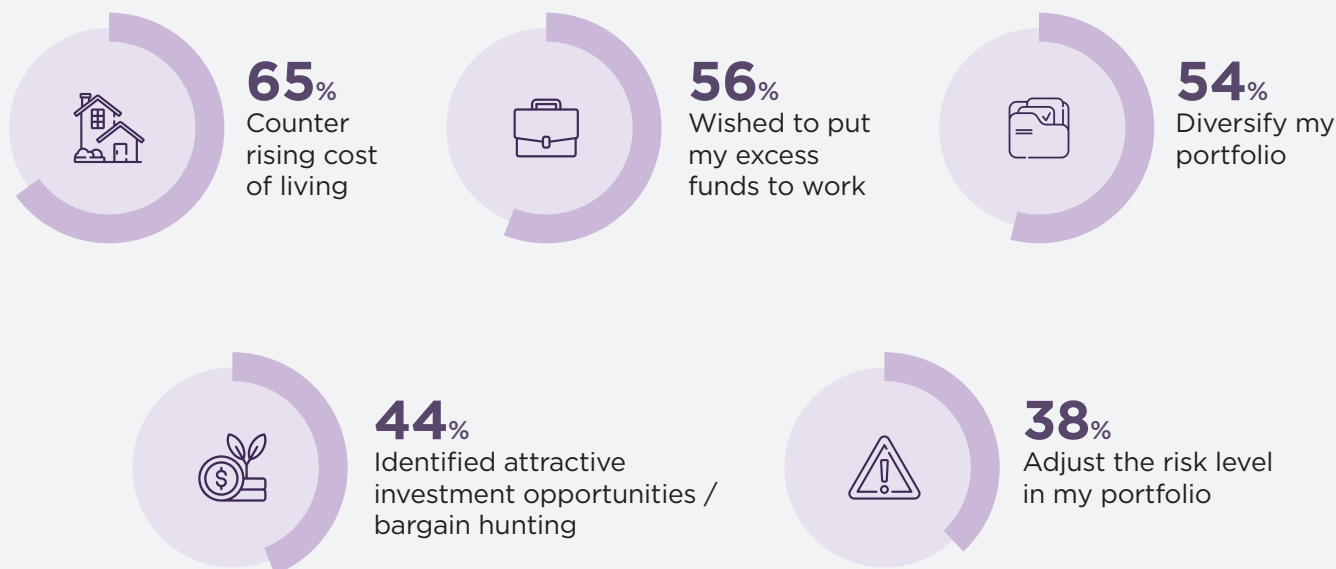 65%
Counter
rising cost
of living
56%
Wished to put
my excess
funds to work
54%
Diversify my
portfolio
44%
Identified attractive
investment opportunities /
bargain hunting
38%
Adjust the risk level
in my portfolio